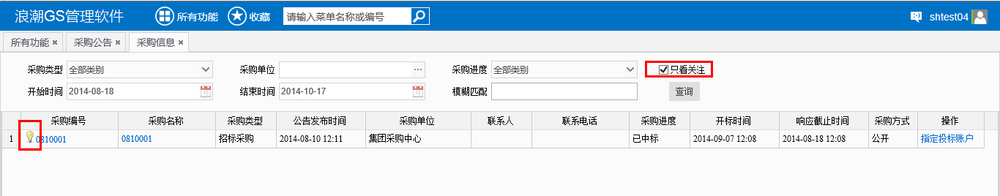 浪潮GS管理软件 所有功能 收藏 请输入菜单名称或编号 shtest04
所有功能 × 采购公告 × 采购信息 ×
采购类型 全部类别 采购单位 ... 采购进度 全部类别 只看关注
开始时间 2014-08-18 结束时间 2014-10-17 模糊匹配 查询
采购编号 采购名称 采购类型 公告发布时间 采购单位 联系人 联系电话 采购进度 开标时间 响应截止时间 采购方式 操作
1 0810001 0810001 招标采购 2014-08-10 12:11 集团采购中心 已中标 2014-09-07 12:08 2014-08-18 12:08 公开 指定投标账户